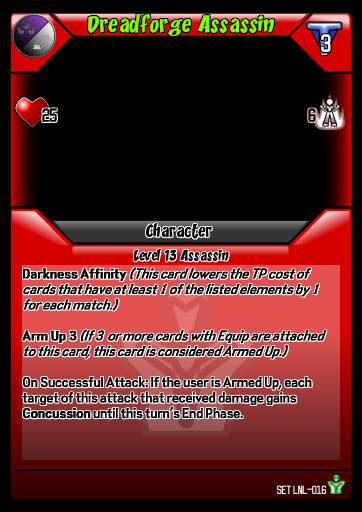 Dreadforge Assassin
3
25
6
Character
Level 13 Assassin
Darkness Affinity (This card lowers the TP cost of
cards that have at least 1 of the listed elements by 1
for each match.)
Arm Up 3 (If 3 or more cards with Equip are attached
to this card, this card is considered Armed Up.)
On Successful Attack: If the user is Armed Up, each
target of this attack that received damage gains
Concussion until this turn's End Phase.
SET LNL-016